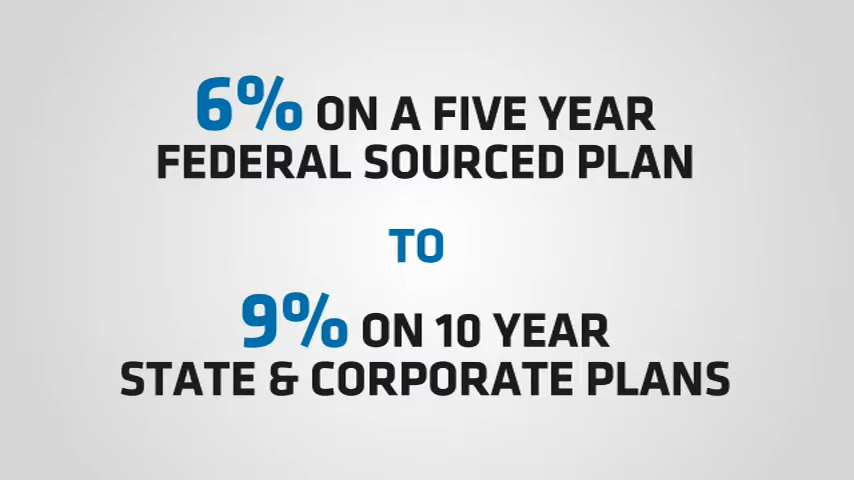 6% ON A FIVE YEAR
FEDERAL SOURCED PLAN
TO
9% ON 10 YEAR
STATE & CORPORATE PLANS